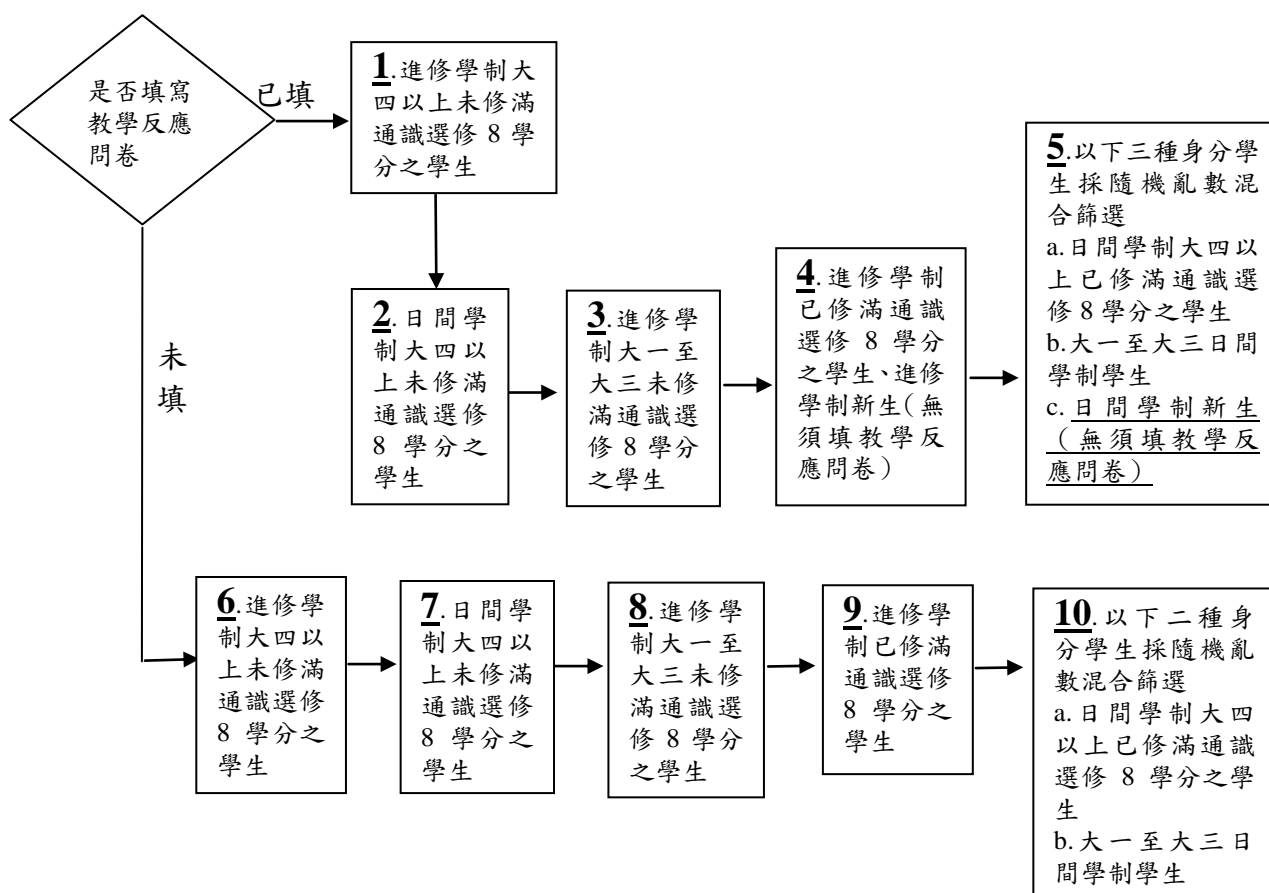 是否填寫
教學反應
問卷
已填
1.進修學制大
四以上未修滿
通識選修 8 學
分之學生
2.日間學
制大四以
上未修滿
通識選修
8 學分之
學生
3.進修學
制大一至
大三未修
滿通識選
修 8 學分
之學生
4.進修學制
已修滿通識
選修 8 學分
之學生、進修
學制新生(無
須填教學反
應問卷)
5.以下三種身分學
生採隨機亂數混
合篩選
a.日間學制大四以
上已修滿通識選
修 8 學分之學生
b.大一至大三日間
學制學生
c.日間學制新生
(無須填教學反
應問卷)
未
填
6.進修學
制大四以
上未修滿
通識選修
8 學分之
學生
7.日間學
制大四以
上未修滿
通識選修
8 學分之
學生
8.進修學
制大一至
大三未修
滿通識選
修 8 學分
之學生
9.進修學
制已修滿
通識選修
8 學分之
學生
10.以下二種身
分學生採隨機亂
數混合篩選
a.日間學制大四
以上已修滿通識
選修 8 學分之學
生
b.大一至大三日
間學制學生